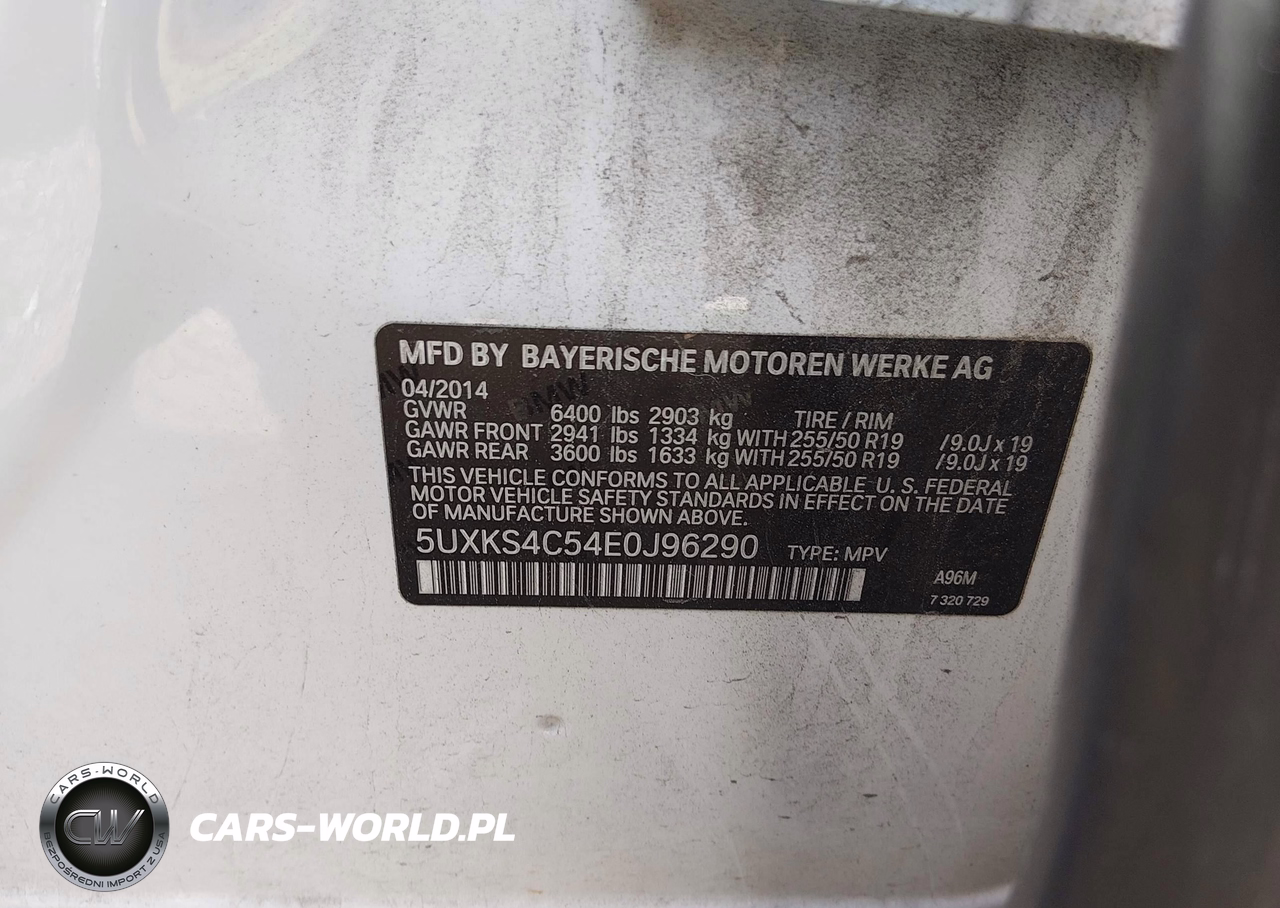 MFD BY BAYERISCHE MOTOREN WERKE AG
04/2014
GVWR 6400 lbs 2903 kg TIRE / RIM
GAWR FRONT 2941 lbs 1334 kg WITH 255/50 R19 /9.0J x 19
GAWR REAR 3600 lbs 1633 kg WITH 255/50 R19 /9.0J x 19
THIS VEHICLE CONFORMS TO ALL APPLICABLE U. S. FEDERAL
MOTOR VEHICLE SAFETY STANDARDS IN EFFECT ON THE DATE
OF MANUFACTURE SHOWN ABOVE.
5UXKS4C54E0J96290 TYPE: MPV
A96M
7 320 729
CARS-WORLD
CW
BEZPOŚREDNI IMPORT Z USA
CARS-WORLD.PL